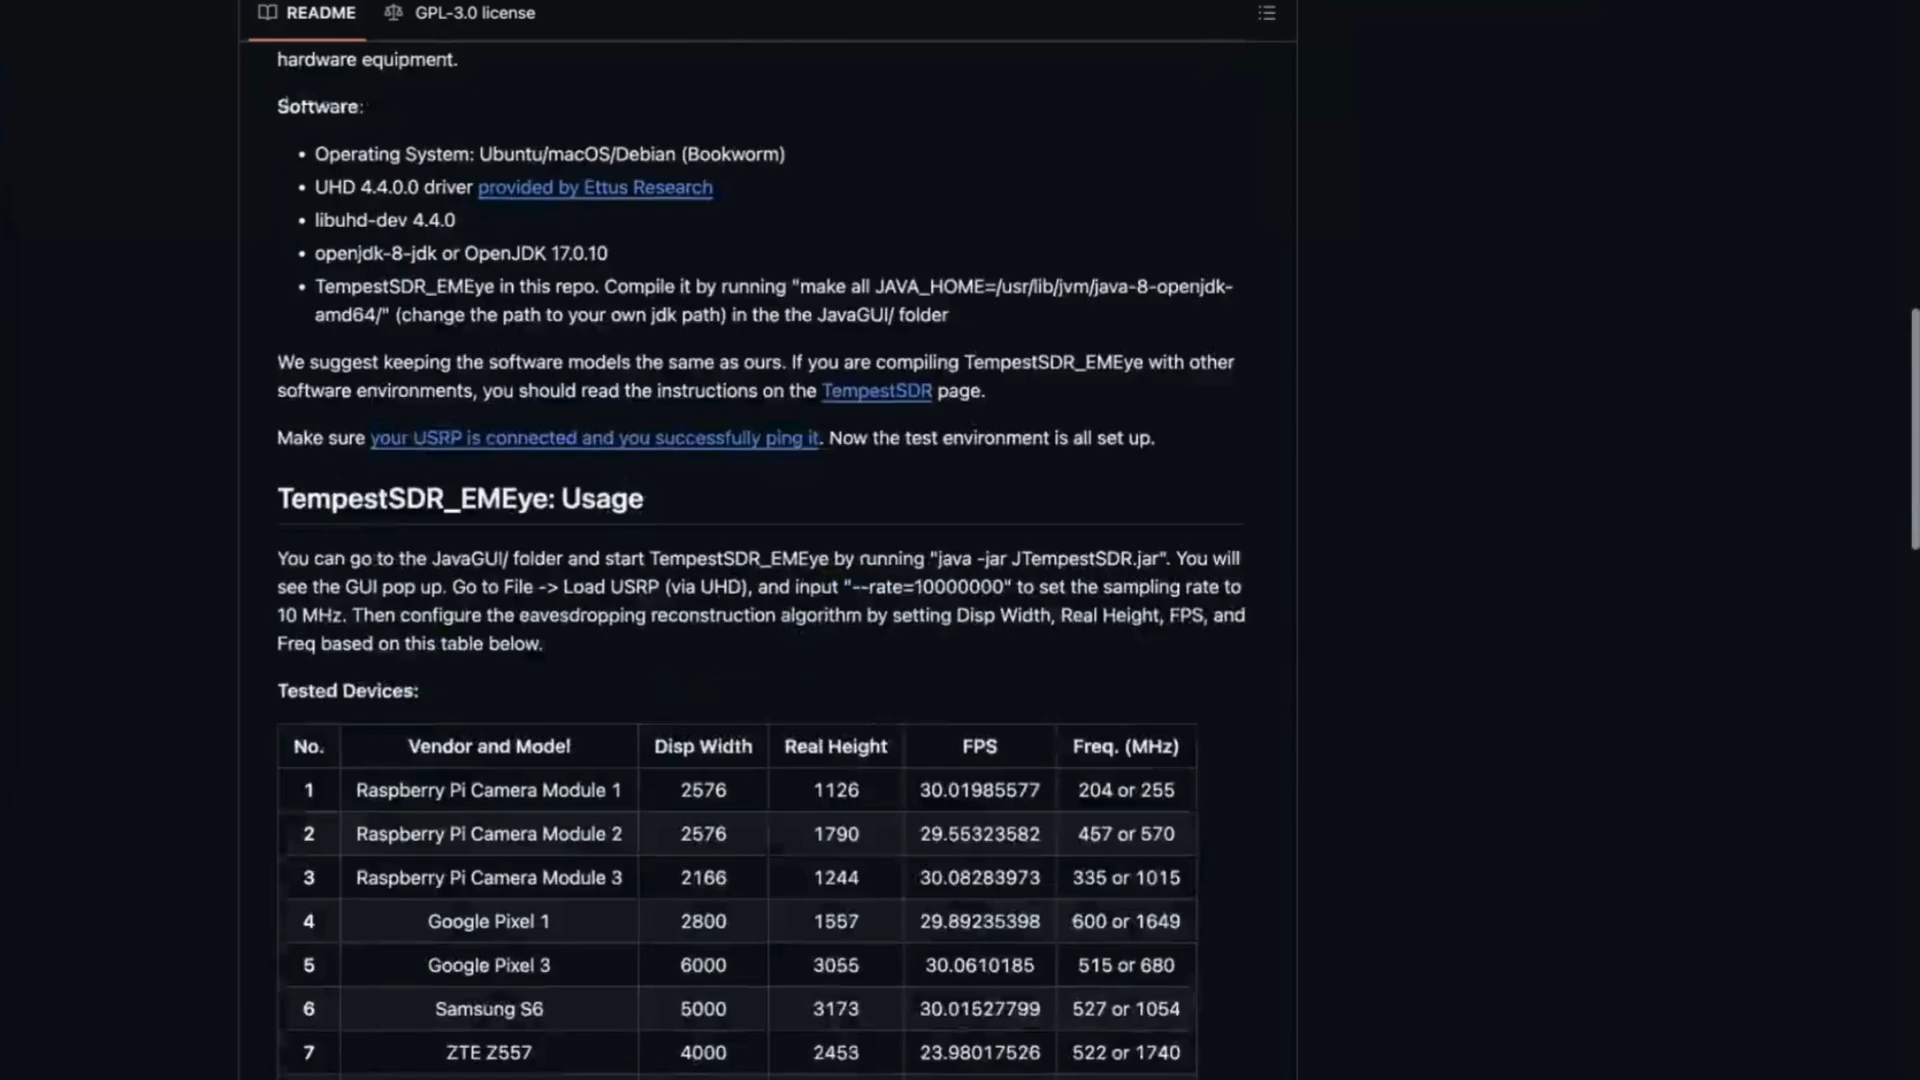 README GPL-3.0 license
hardware equipment.
Software:
• Operating System: Ubuntu/macOS/Debian (Bookworm)
• UHD 4.4.0.0 driver provided by Ettus Research
• libuhd-dev 4.4.0
• openjdk-8-jdk or OpenJDK 17.0.10
• TempestSDR_EMEye in this repo. Compile it by running "make all JAVA_HOME=/usr/lib/jvm/java-8-openjdk-
amd64/" (change the path to your own jdk path) in the the JavaGUI/ folder
We suggest keeping the software models the same as ours. If you are compiling TempestSDR_EMEye with other
software environments, you should read the instructions on the TempestSDR page.
Make sure your USRP is connected and you successfully ping it. Now the test environment is all set up.
TempestSDR_EMEye: Usage
You can go to the JavaGUI/ folder and start TempestSDR_EMEye by running "java -jar JTempestSDR.jar". You will
see the GUI pop up. Go to File -> Load USRP (via UHD), and input "--rate=10000000" to set the sampling rate to
10 MHz. Then configure the eavesdropping reconstruction algorithm by setting Disp Width, Real Height, FPS, and
Freq based on this table below.
Tested Devices:
No. Vendor and Model Disp Width Real Height FPS Freq. (MHz)
1 Raspberry Pi Camera Module 1 2576 1126 30.01985577 204 or 255
2 Raspberry Pi Camera Module 2 2576 1790 29.55323582 457 or 570
3 Raspberry Pi Camera Module 3 2166 1244 30.08283973 335 or 1015
4 Google Pixel 1 2800 1557 29.89235398 600 or 1649
5 Google Pixel 3 6000 3055 30.0610185 515 or 680
6 Samsung S6 5000 3173 30.01527799 527 or 1054
7 ZTE Z557 4000 2453 23.98017526 522 or 1740